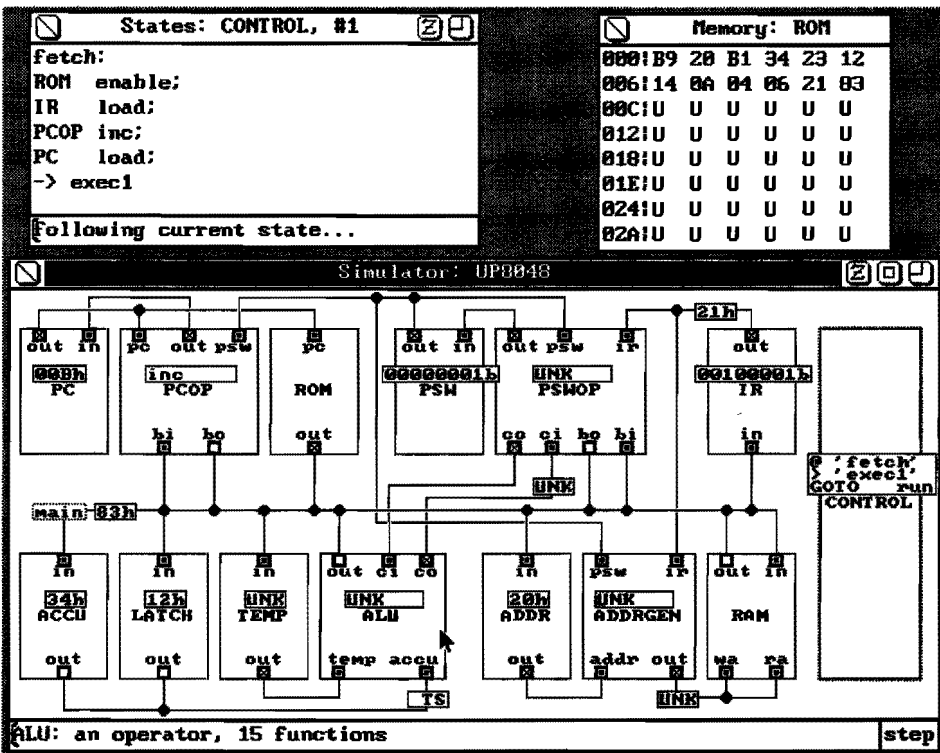 States: CONTROL, #1
fetch:
ROM enable;
IR load;
PCOP inc;
PC load;
-> exec1
following current state...
Memory: ROM
000!B9 20 B1 34 23 12
006!14 0A 04 06 21 83
00C!U U U U U U
012!U U U U U U
018!U U U U U U
01E!U U U U U U
024!U U U U U U
02A!U U U U U U
Simulator: UP8048
21h
out in pc out psw pc out in out psw ir out
00Bh inc 00000001b UNK 00100001b
PC PCOP ROM PSW PSWOP IR
bi bo out co ci bo bi in
@ 'fetch'
> 'exec1'
GOTO run
CONTROL
UNK
main 83h
in in in out ci co in psw ir out in
34h 12h UNK UNK 20h UNK
ACCU LATCH TEMP ALU ADDR ADDRGEN RAM
out out out temp accu out addr out wa ra
TS UNK
ALU: an operator, 15 functions
step